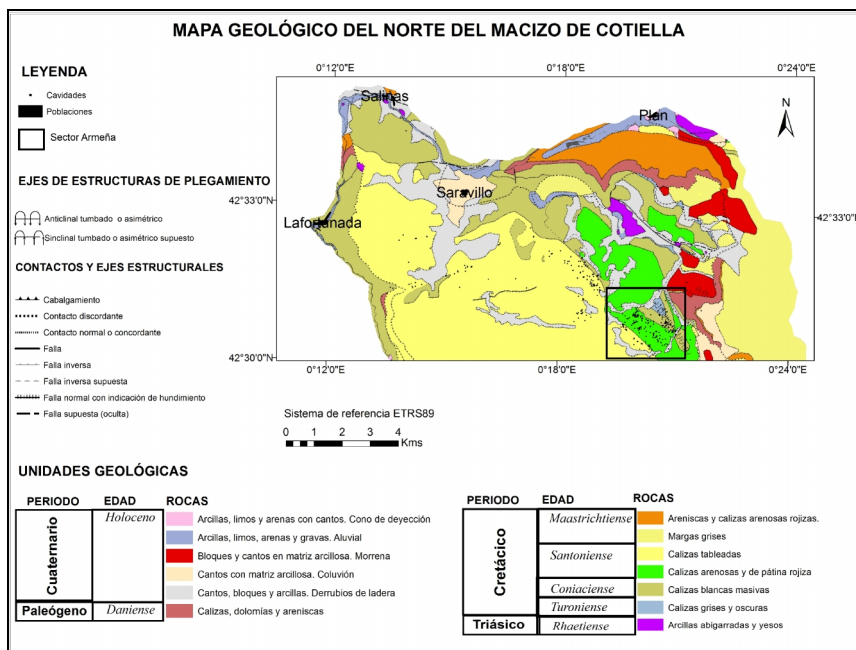 MAPA GEOLÓGICO DEL NORTE DEL MACIZO DE COTIELLA
LEYENDA
Cavidades
Poblaciones
Sector Armeña
EJES DE ESTRUCTURAS DE PLEGAMIENTO
Anticlinal tumbado o asimétrico
Sinclinal tumbado o asimétrico supuesto
CONTACTOS Y EJES ESTRUCTURALES
Cabalgamiento
Contacto discordante
Contacto normal o concordante
Falla
Falla inversa
Falla inversa supuesta
Falla normal con indicación de hundimiento
Falla supuesta (oculta)
0°12'0"E 0°18'0"E 0°24'0"E
Salinas
Plan
N
Saravillo
42°33'0"N
42°33'0"N
Lafortunada
42°30'0"N
42°30'0"N
0°12'0"E 0°18'0"E 0°24'0"E
Sistema de referencia ETRS89
0 1 2 3 4
Kms
UNIDADES GEOLÓGICAS
PERIODO EDAD ROCAS
Cuaternario
Holoceno
Arcillas, limos y arenas con cantos. Cono de deyección
Arcillas, limos, arenas y gravas. Aluvial
Bloques y cantos en matriz arcillosa. Morrena
Cantos con matriz arcillosa. Coluvión
Cantos, bloques y arcillas. Derrubios de ladera
Paleógeno Daniense Calizas, dolomías y areniscas
PERIODO EDAD ROCAS
Cretácico
Maastrichtiense Areniscas y calizas arenosas rojizas.
Margas grises
Santoniense Calizas tableadas
Calizas arenosas y de pátina rojiza
Coniaciense Calizas blancas masivas
Turoniense Calizas grises y oscuras
Triásico Rhaetiense Arcillas abigarradas y yesos